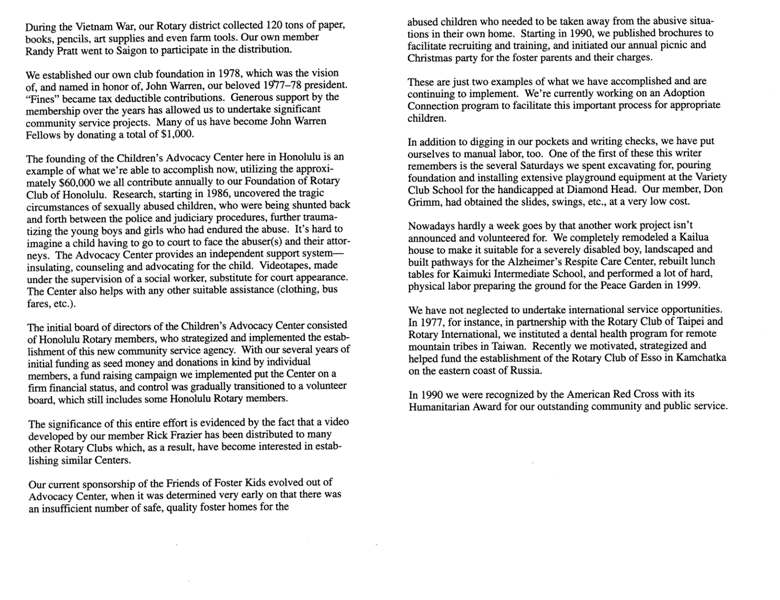 During the Vietnam War, our Rotary district collected 120 tons of paper,
books, pencils, art supplies and even farm tools. Our own member
Randy Pratt went to Saigon to participate in the distribution.
We established our own club foundation in 1978, which was the vision
of, and named in honor of, John Warren, our beloved 1977–78 president.
“Fines” became tax deductible contributions. Generous support by the
membership over the years has allowed us to undertake significant
community service projects. Many of us have become John Warren
Fellows by donating a total of $1,000.
The founding of the Children’s Advocacy Center here in Honolulu is an
example of what we’re able to accomplish now, utilizing the approxi-
mately $60,000 we all contribute annually to our Foundation of Rotary
Club of Honolulu. Research, starting in 1986, uncovered the tragic
circumstances of sexually abused children, who were being shunted back
and forth between the police and judiciary procedures, further trauma-
tizing the young boys and girls who had endured the abuse. It’s hard to
imagine a child having to go to court to face the abuser(s) and their attor-
neys. The Advocacy Center provides an independent support system—
insulating, counseling and advocating for the child. Videotapes, made
under the supervision of a social worker, substitute for court appearance.
The Center also helps with any other suitable assistance (clothing, bus
fares, etc.).
The initial board of directors of the Children’s Advocacy Center consisted
of Honolulu Rotary members, who strategized and implemented the estab-
lishment of this new community service agency. With our several years of
initial funding as seed money and donations in kind by individual
members, a fund raising campaign we implemented put the Center on a
firm financial status, and control was gradually transitioned to a volunteer
board, which still includes some Honolulu Rotary members.
The significance of this entire effort is evidenced by the fact that a video
developed by our member Rick Frazier has been distributed to many
other Rotary Clubs which, as a result, have become interested in estab-
lishing similar Centers.
Our current sponsorship of the Friends of Foster Kids evolved out of
Advocacy Center, when it was determined very early on that there was
an insufficient number of safe, quality foster homes for the
abused children who needed to be taken away from the abusive situa-
tions in their own home. Starting in 1990, we published brochures to
facilitate recruiting and training, and initiated our annual picnic and
Christmas party for the foster parents and their charges.
These are just two examples of what we have accomplished and are
continuing to implement. We’re currently working on an Adoption
Connection program to facilitate this important process for appropriate
children.
In addition to digging in our pockets and writing checks, we have put
ourselves to manual labor, too. One of the first of these this writer
remembers is the several Saturdays we spent excavating for, pouring
foundation and installing extensive playground equipment at the Variety
Club School for the handicapped at Diamond Head. Our member, Don
Grimm, had obtained the slides, swings, etc., at a very low cost.
Nowadays hardly a week goes by that another work project isn’t
announced and volunteered for. We completely remodeled a Kailua
house to make it suitable for a severely disabled boy, landscaped and
built pathways for the Alzheimer’s Respite Care Center, rebuilt lunch
tables for Kaimuki Intermediate School, and performed a lot of hard,
physical labor preparing the ground for the Peace Garden in 1999.
We have not neglected to undertake international service opportunities.
In 1977, for instance, in partnership with the Rotary Club of Taipei and
Rotary International, we instituted a dental health program for remote
mountain tribes in Taiwan. Recently we motivated, strategized and
helped fund the establishment of the Rotary Club of Esso in Kamchatka
on the eastern coast of Russia.
In 1990 we were recognized by the American Red Cross with its
Humanitarian Award for our outstanding community and public service.